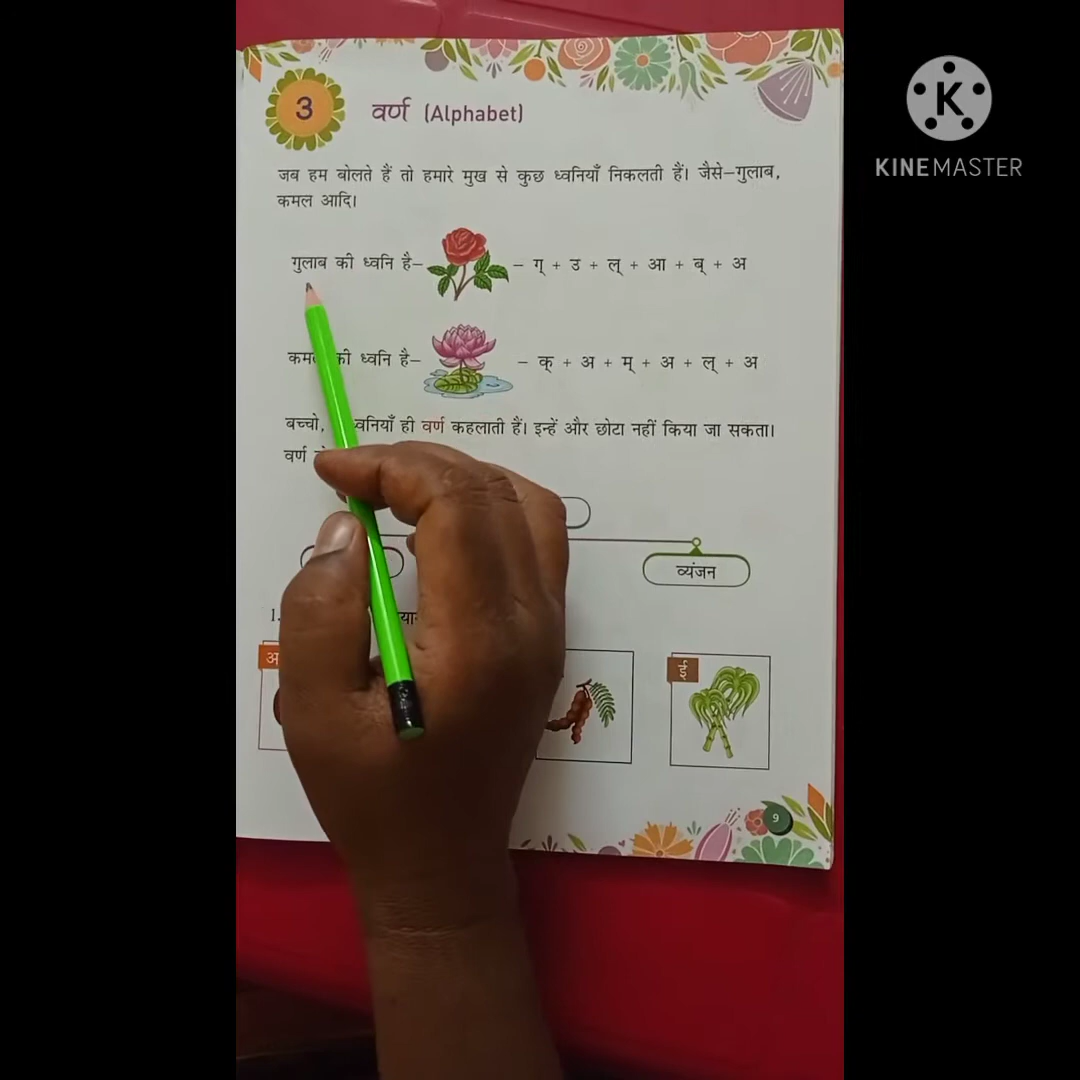 3 वर्ण (Alphabet)
जब हम बोलते हैं तो हमारे मुख से कुछ ध्वनियाँ निकलती हैं। जैसे—गुलाब,
कमल आदि।
गुलाब की ध्वनि है— – ग् + उ + ल् + आ + ब् + अ
की ध्वनि है— – क् + अ + म् + अ + ल् + अ
बच्चो, ही वर्ण कहलाती हैं। इन्हें और छोटा नहीं किया जा सकता।
वर्ण
व्यंजन
1.
अ
ई
9
K
KINEMASTER